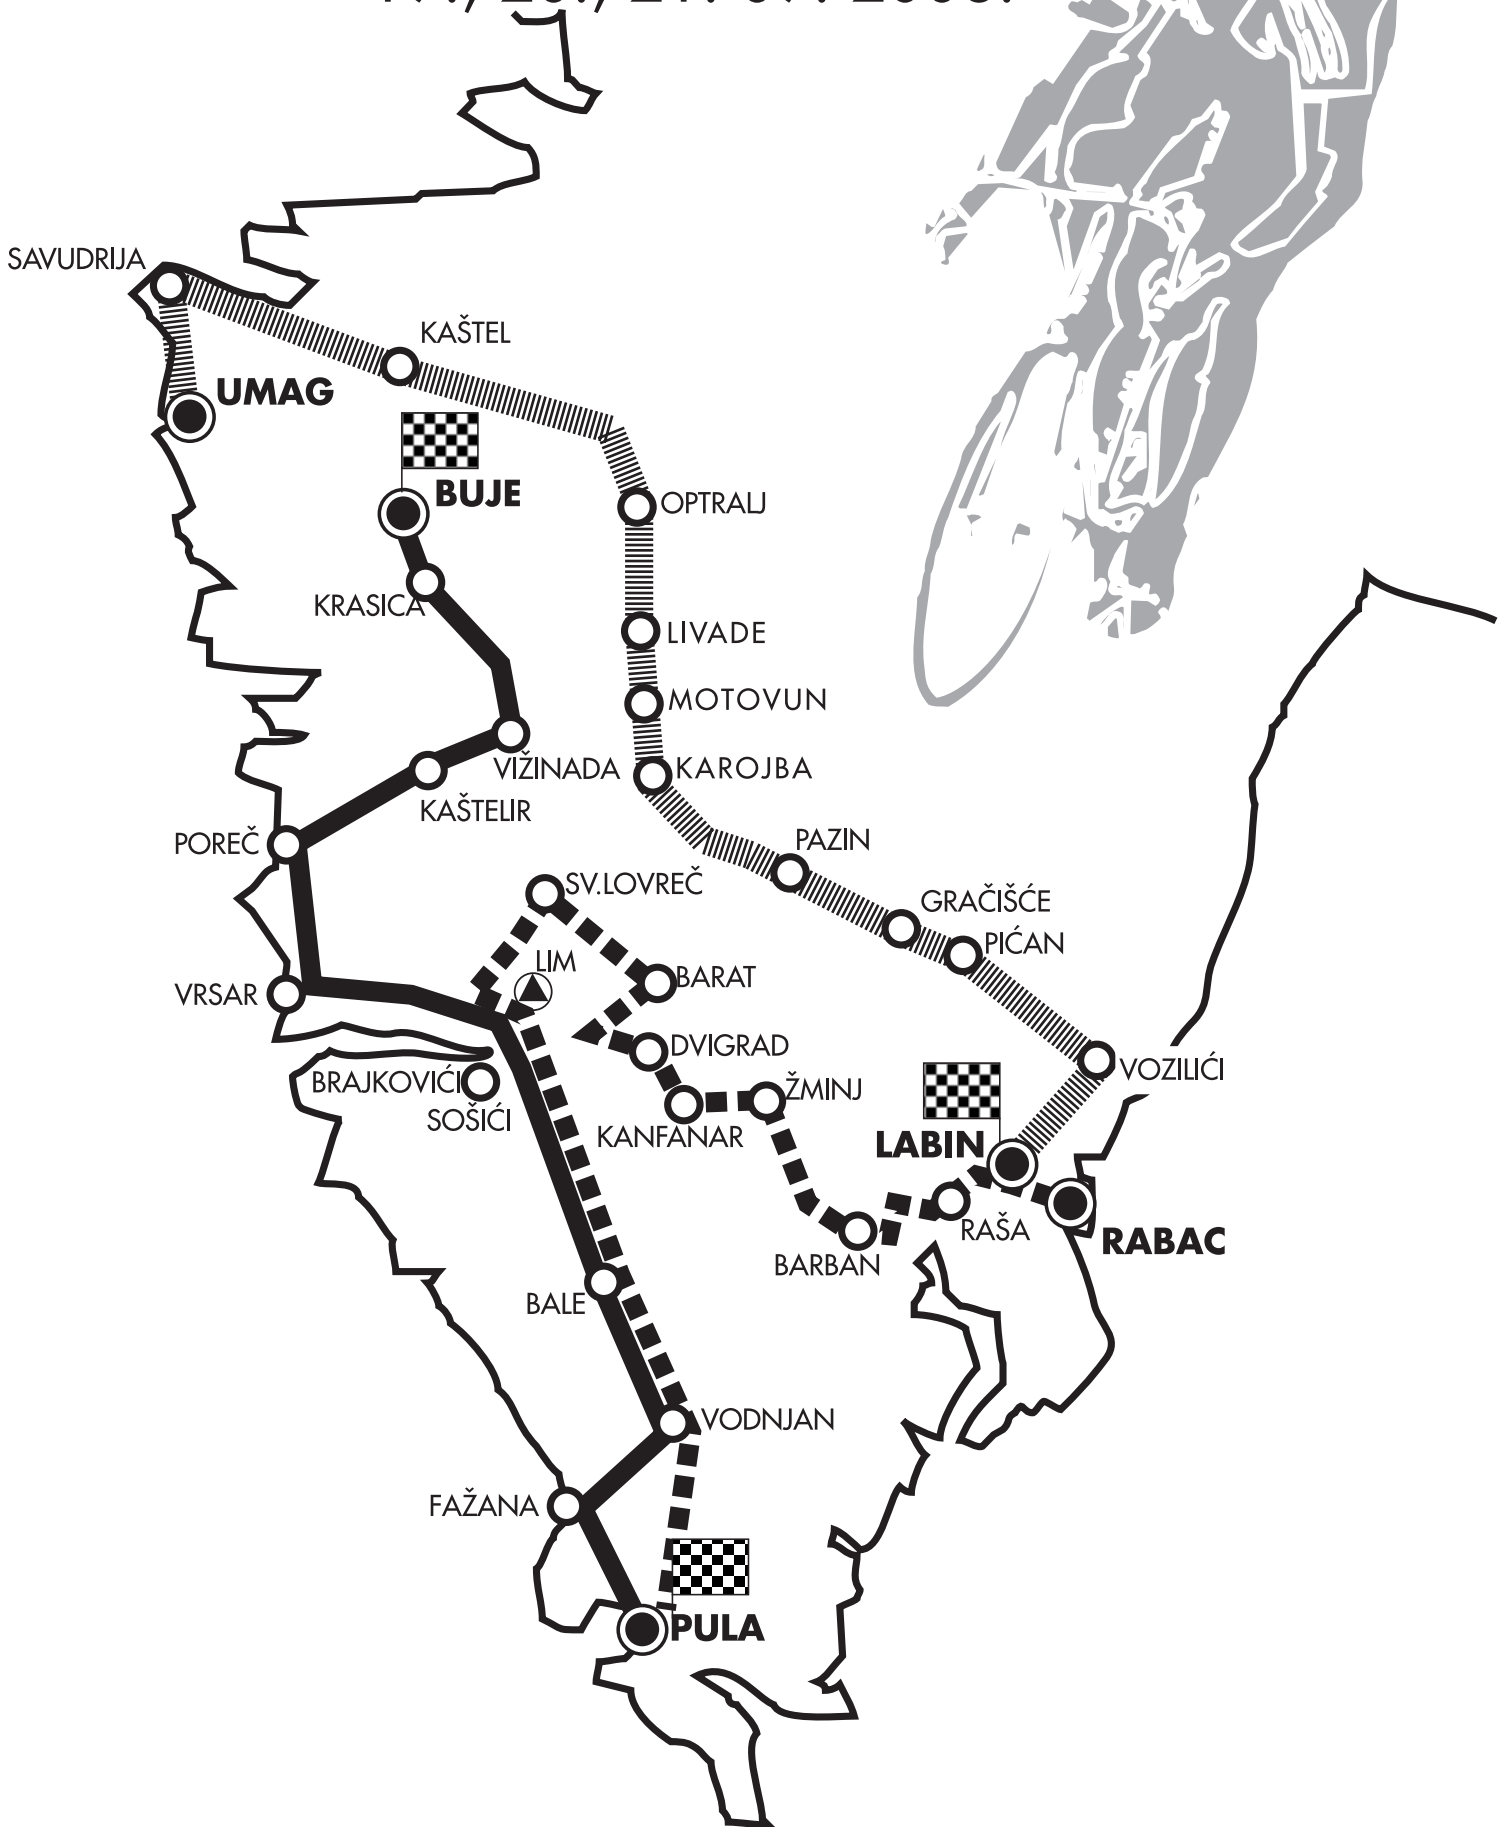 SAVUDRIJA
KAŠTEL
UMAG
BUJE
OPTRALJ
KRASICA
LIVADE
MOTOVUN
VIŽINADA
KAROJBA
KAŠTELIR
POREČ
PAZIN
SV.LOVREČ
GRAČIŠĆE
PIĆAN
LIM
BARAT
VRSAR
DVIGRAD
VOZILIĆI
BRAJKOVIĆI
ŽMINJ
SOŠIĆI
KANFANAR
LABIN
RAŠA
RABAC
BARBAN
BALE
VODNJAN
FAŽANA
PULA